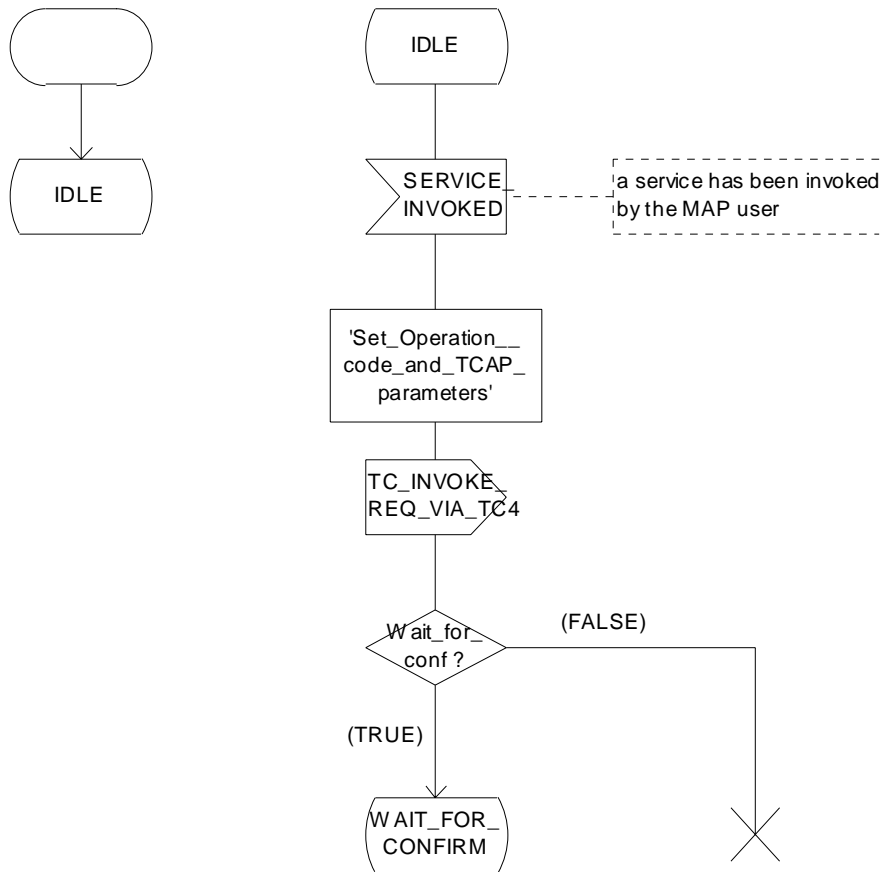 IDLE
IDLE
SERVICE_
INVOKED
a service has been invoked
by the MAP user
'Set_Operation__
code_and_TCAP_
parameters'
TC_INVOKE_
REQ_VIA_TC4
Wait_for_
conf ?
(FALSE)
(TRUE)
WAIT_FOR_
CONFIRM